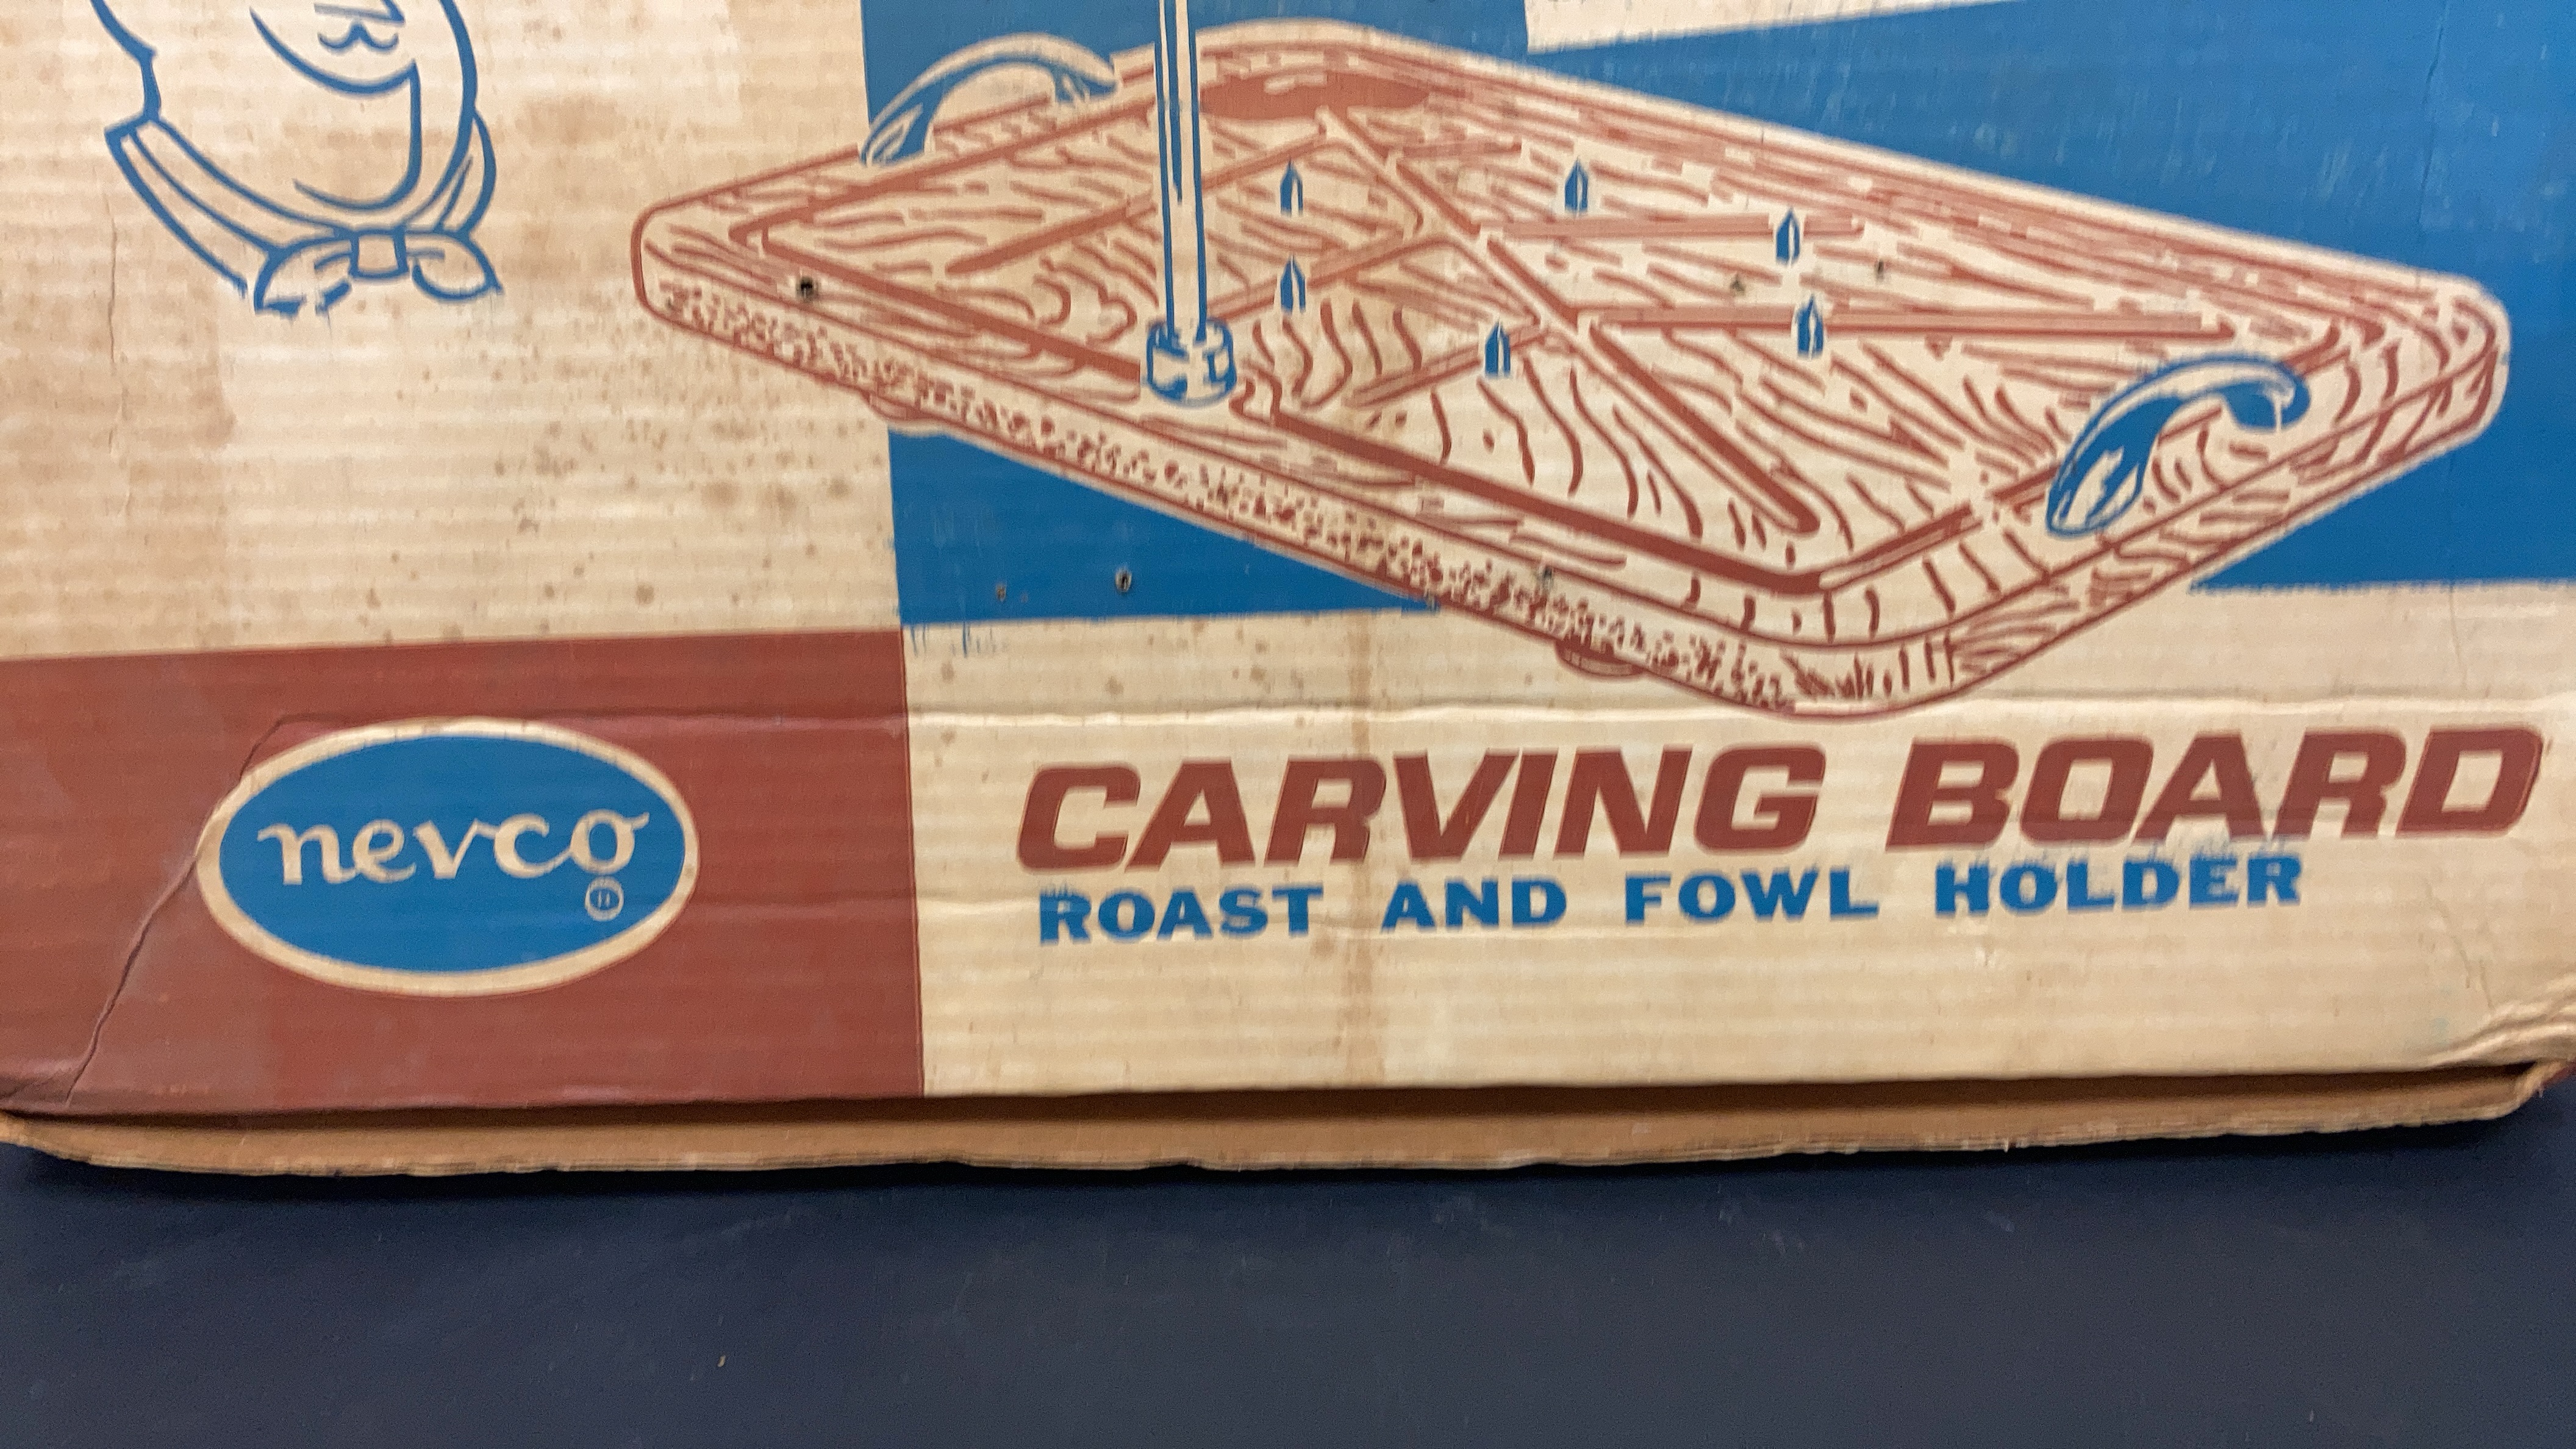 CARVING BOARD
ROAST AND FOWL HOLDER
nevco